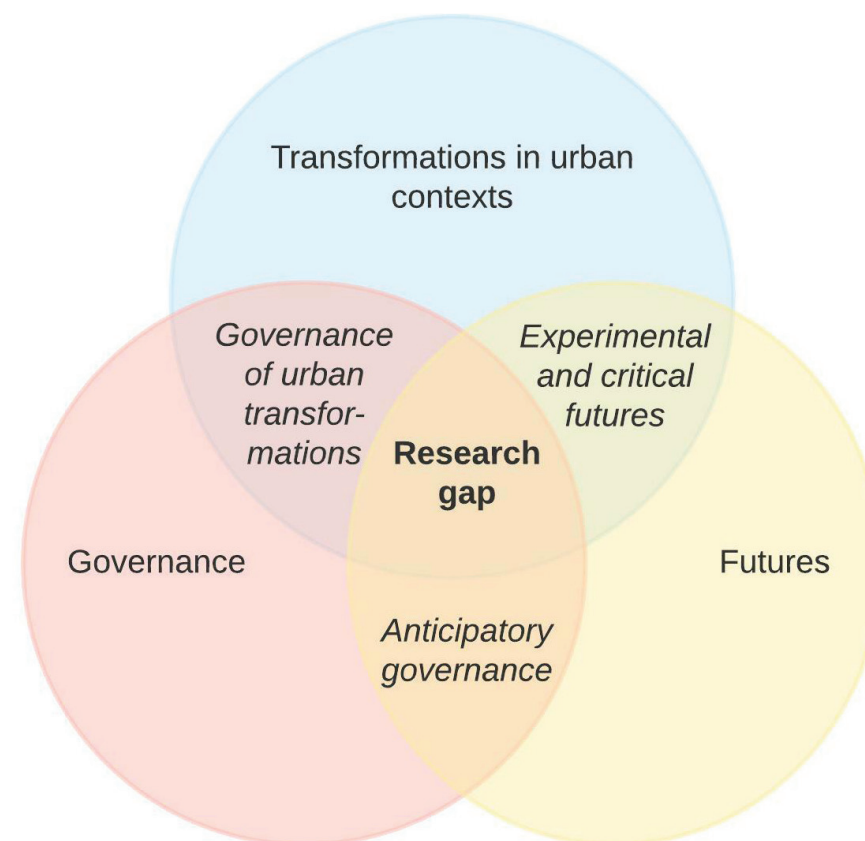 Transformations in urban
contexts
Governance
of urban
transfor-
mations
Experimental
and critical
futures
Research
gap
Governance
Futures
Anticipatory
governance